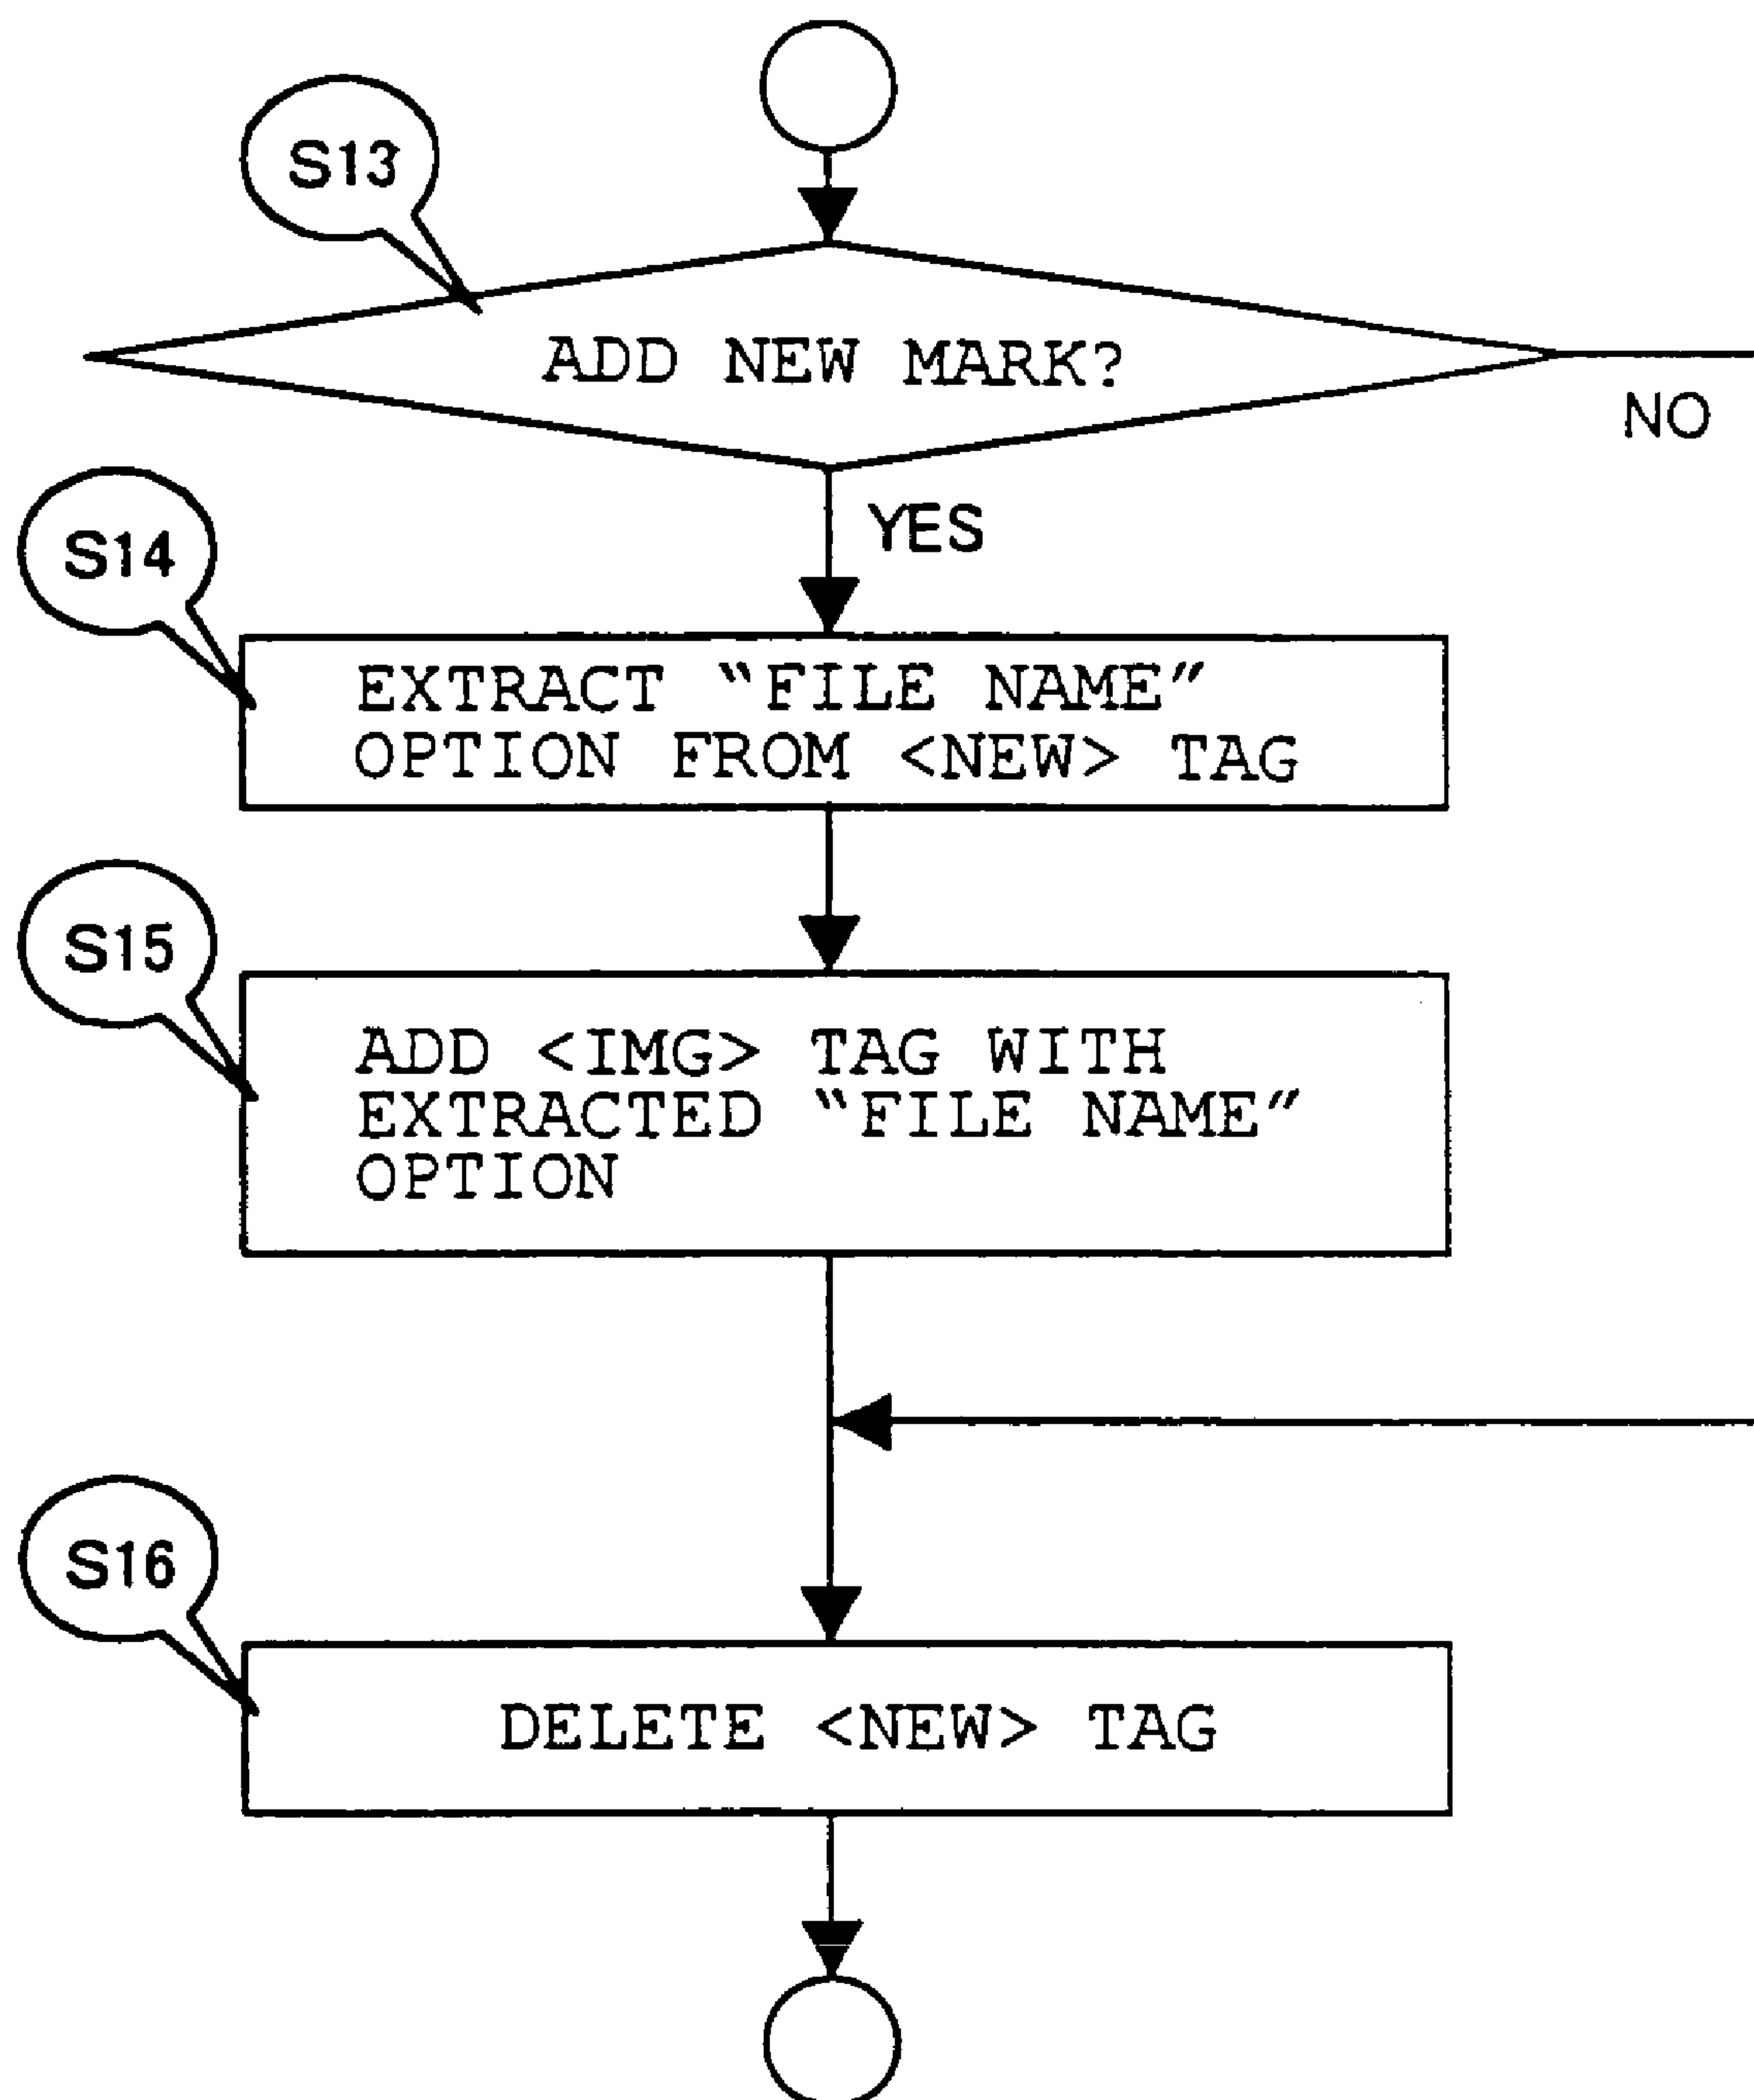 S13
ADD NEW MARK?
NO
YES
S14
EXTRACT “FILE NAME”
OPTION FROM <NEW> TAG
S15
ADD <IMG> TAG WITH
EXTRACTED “FILE NAME”
OPTION
S16
DELETE <NEW> TAG